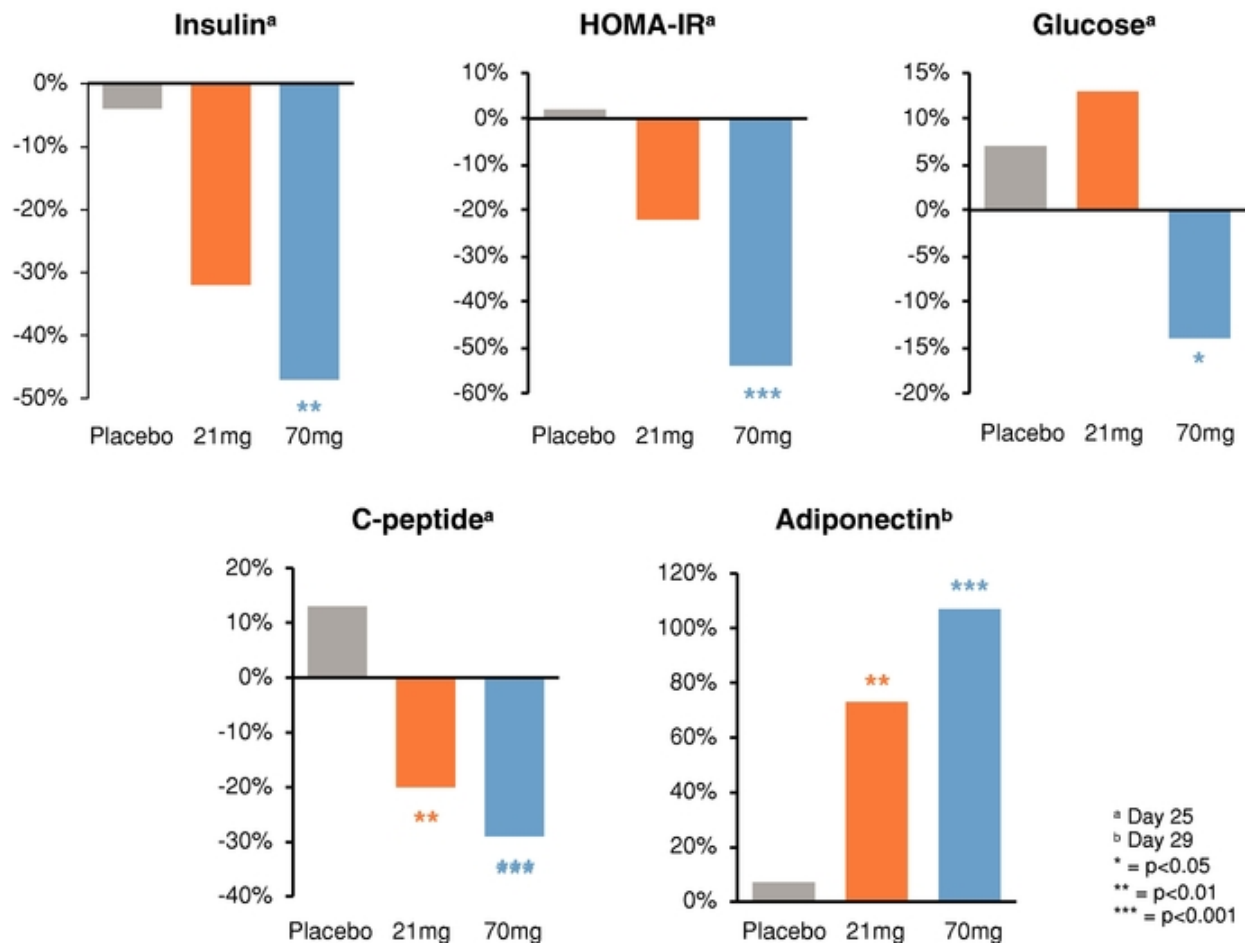 Insulinᵃ
0%
-10%
-20%
-30%
-40%
-50%
**
Placebo 21mg 70mg
HOMA-IRᵃ
10%
0%
-10%
-20%
-30%
-40%
-50%
-60%
***
Placebo 21mg 70mg
Glucoseᵃ
15%
10%
5%
0%
-5%
-10%
-15%
-20%
*
Placebo 21mg 70mg
C-peptideᵃ
20%
10%
0%
-10%
-20%
-30%
-40%
**
***
Placebo 21mg 70mg
Adiponectinᵇ
120%
100%
80%
60%
40%
20%
0%
**
***
Placebo 21mg 70mg
ᵃ Day 25
ᵇ Day 29
* = p<0.05
** = p<0.01
*** = p<0.001